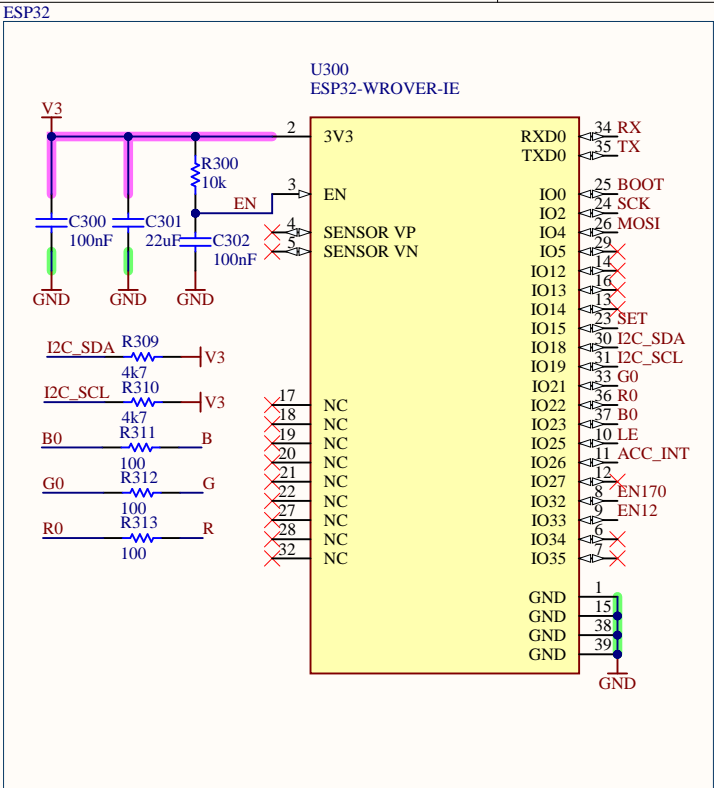 ESP32
U300
ESP32-WROVER-IE
V3
2 3V3 RXD0 34 RX
TXD0 35 TX
R300
10k
3 EN IO0 25 BOOT
EN
IO2 24 SCK
C300 C301
100nF 22uF
C302
100nF
4 SENSOR VP IO4 26 MOSI
5 SENSOR VN IO5 29
IO12 14
IO13 16
IO14 13
GND GND GND
IO15 23 SET
IO18 30 I2C_SDA
IO19 31 I2C_SCL
IO21 33 G0
I2C_SDA R309 V3
4k7
I2C_SCL R310 V3
4k7
B0 R311 B
100
G0 R312 G
100
R0 R313 R
100
17 NC IO22 36 R0
18 NC IO23 37 B0
19 NC IO25 10 LE
20 NC IO26 11 ACC_INT
21 NC IO27 12
22 NC IO32 8 EN170
27 NC IO33 9 EN12
28 NC IO34 6
32 NC IO35 7
GND 1
GND 15
GND 38
GND 39
GND